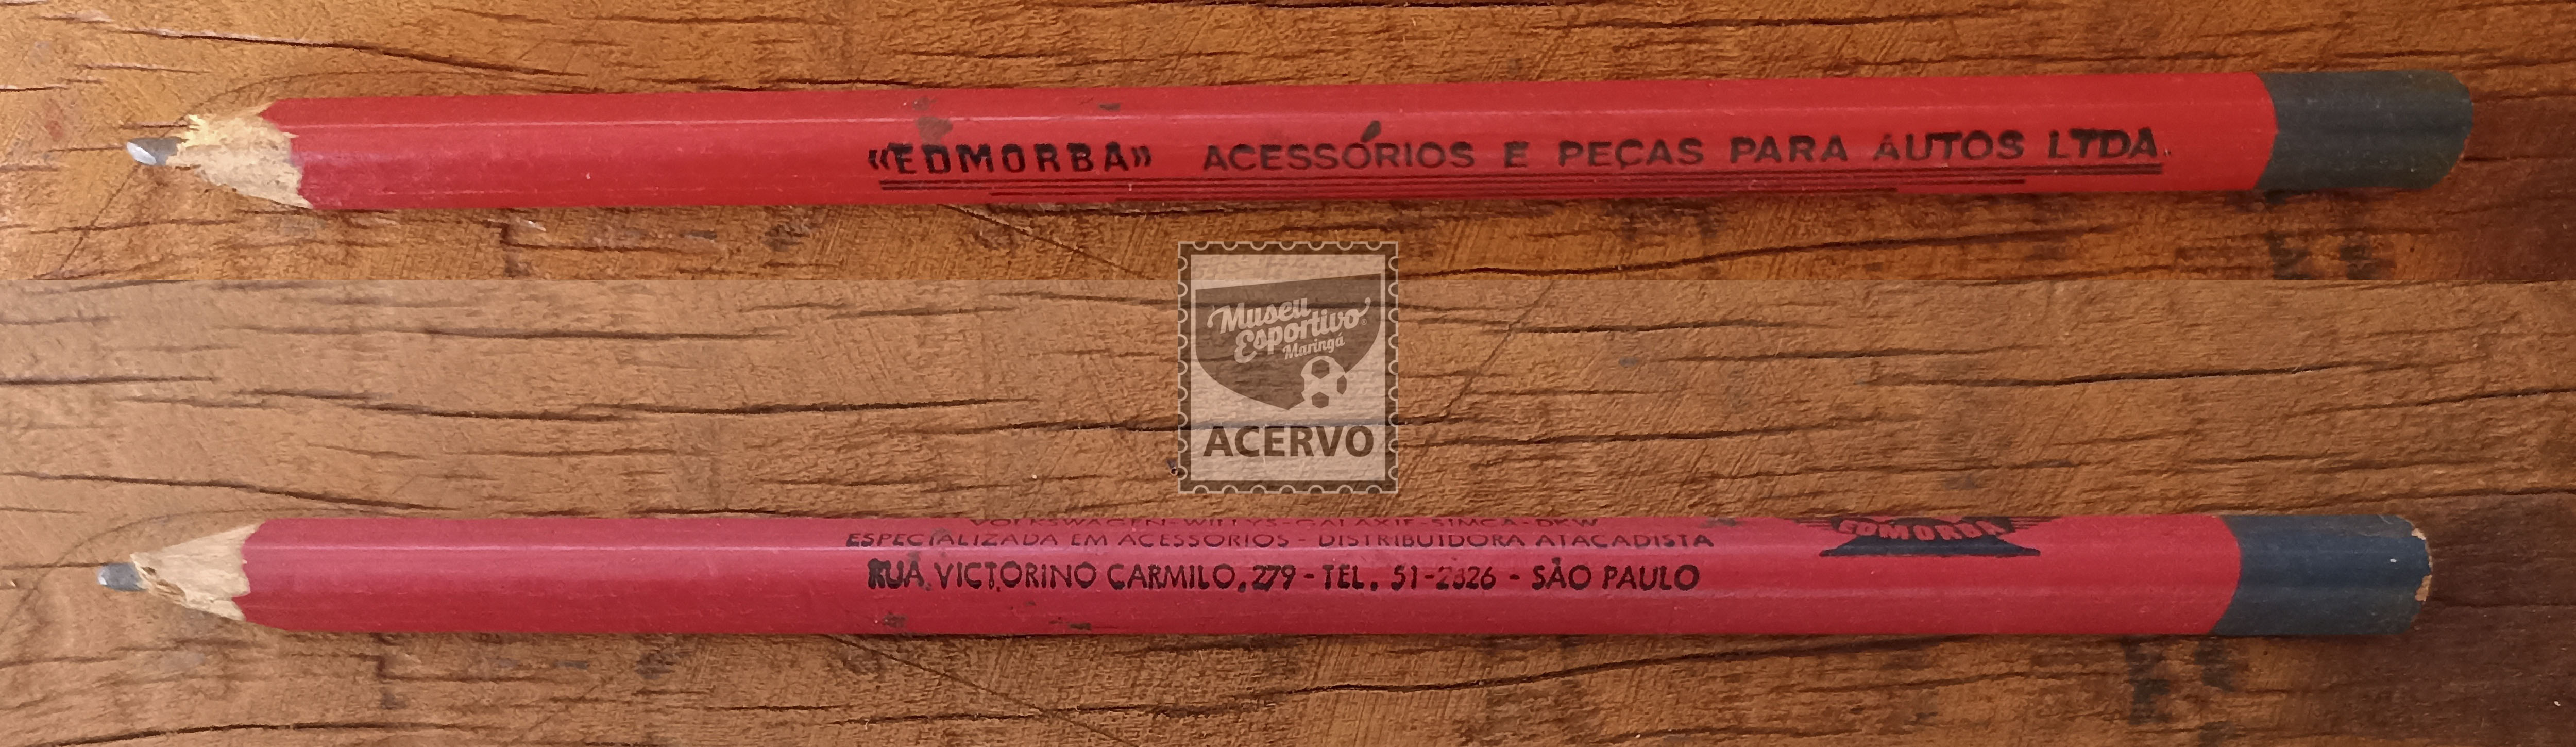 «EDMORBA» ACESSÓRIOS E PEÇAS PARA AUTOS LTDA.
Museu
Esportivo
Maringá
ACERVO
VOLKSWAGEN-WILLYS-GALAXIE-SIMCA-DKW
ESPECIALIZADA EM ACESSÓRIOS - DISTRIBUIDORA ATACADISTA
RUA VICTORINO CARMILO, 279 - TEL. 51- - SÃO PAULO
EDMORBA